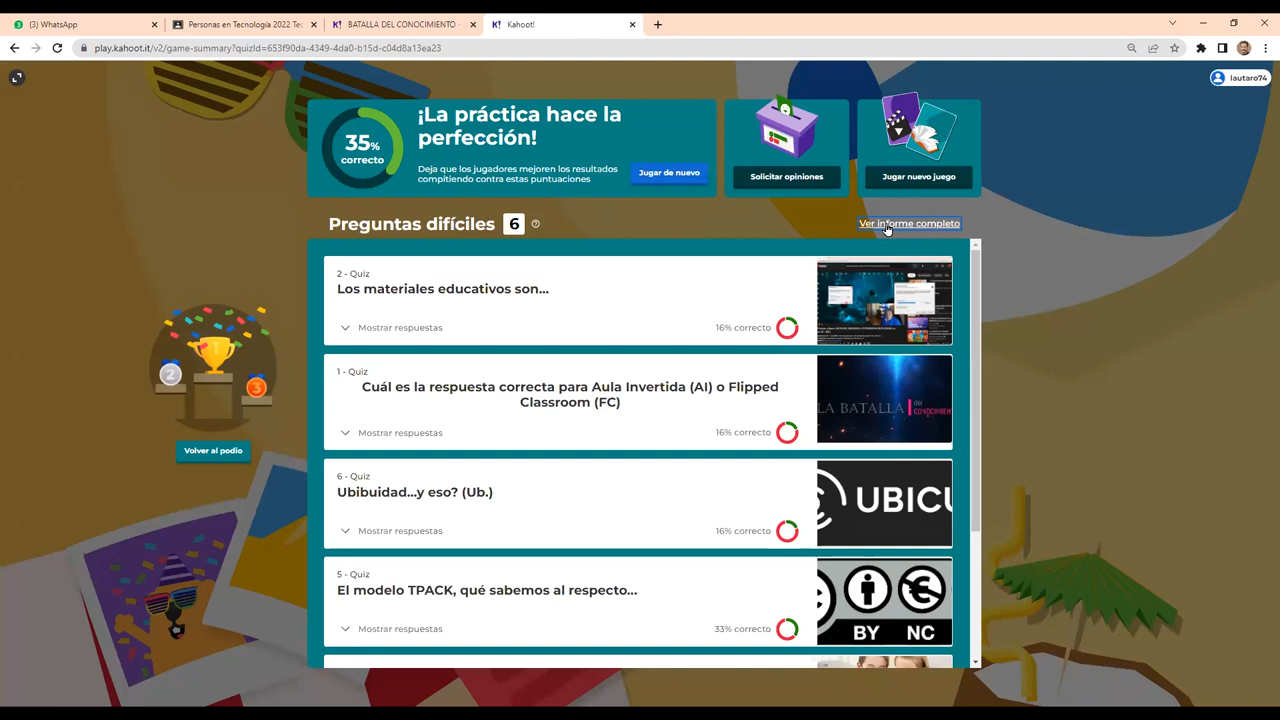 (3) WhatsApp
Personas en Tecnología 2022 Tec
BATALLA DEL CONOCIMIENTO -
Kahoot!
play.kahoot.it/v2/game-summary?quizId=653f90da-4349-4da0-b15d-c04d8a13ea23
lautaro74
35%
correcto
¡La práctica hace la
perfección!
Deja que los jugadores mejoren los resultados
compitiendo contra estas puntuaciones
Jugar de nuevo
Solicitar opiniones
Jugar nuevo juego
Preguntas difíciles 6
Ver informe completo
2 - Quiz
Los materiales educativos son...
Mostrar respuestas
16% correcto
1 - Quiz
Cuál es la respuesta correcta para Aula Invertida (AI) o Flipped
Classroom (FC)
LA BATALLA del CONOCIMIEN
Mostrar respuestas
16% correcto
6 - Quiz
Ubibuidad...y eso? (Ub.)
UBICU
Mostrar respuestas
16% correcto
5 - Quiz
El modelo TPACK, qué sabemos al respecto...
Mostrar respuestas
33% correcto
BY NC
2
3
Volver al podio